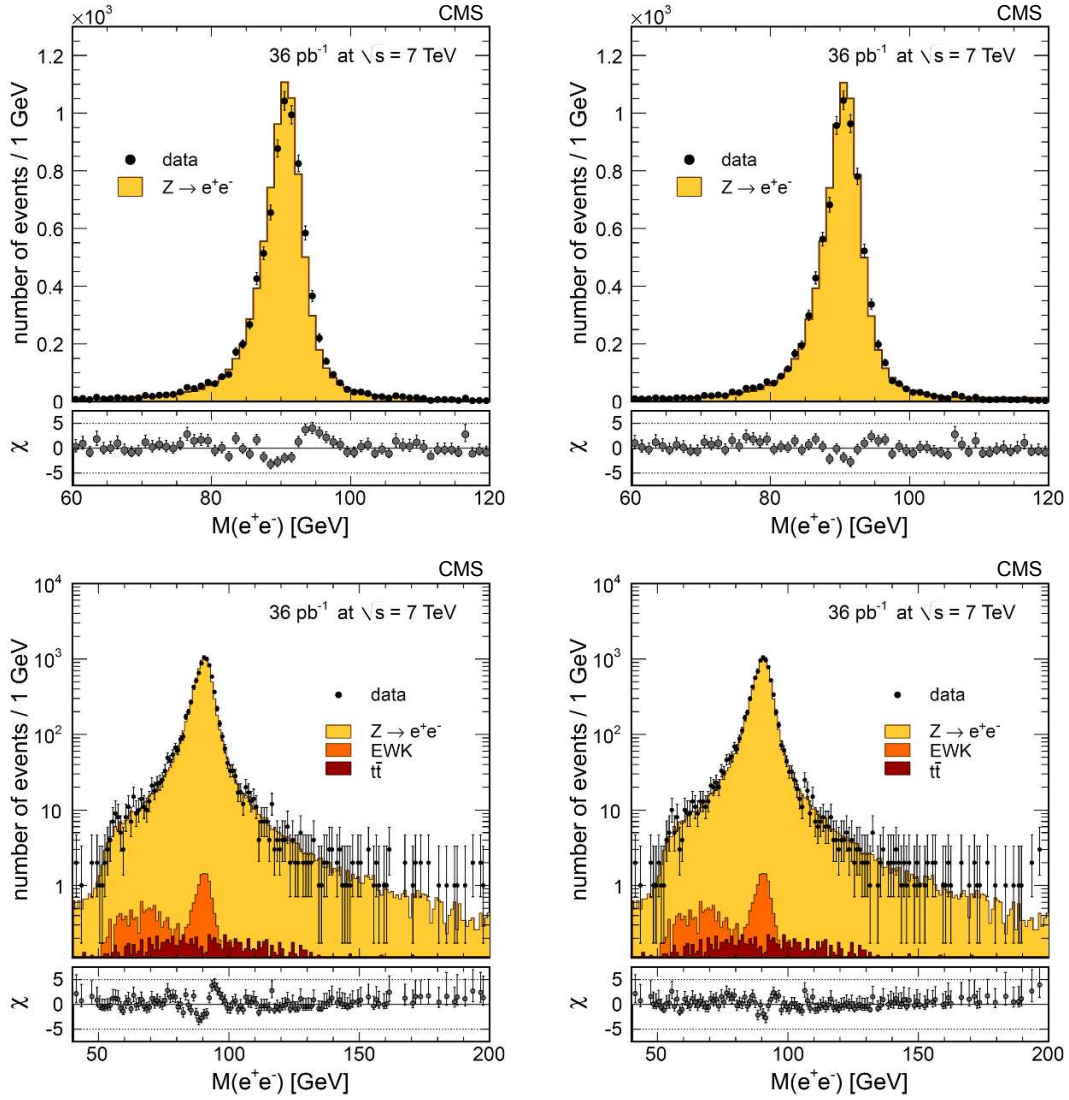 ×10³ CMS
36 pb⁻¹ at √s = 7 TeV
data
Z → e⁺e⁻
number of events / 1 GeV
1.2
1
0.8
0.6
0.4
0.2
0
χ
5
0
-5
60 80 100 120
M(e⁺e⁻) [GeV]
×10³ CMS
36 pb⁻¹ at √s = 7 TeV
data
Z → e⁺e⁻
number of events / 1 GeV
1.2
1
0.8
0.6
0.4
0.2
0
χ
5
0
-5
60 80 100 120
M(e⁺e⁻) [GeV]
CMS
36 pb⁻¹ at √s = 7 TeV
data
Z → e⁺e⁻
EWK
tt̄
number of events / 1 GeV
10⁴
10³
10²
10
1
χ
5
0
-5
50 100 150 200
M(e⁺e⁻) [GeV]
CMS
36 pb⁻¹ at √s = 7 TeV
data
Z → e⁺e⁻
EWK
tt̄
number of events / 1 GeV
10⁴
10³
10²
10
1
χ
5
0
-5
50 100 150 200
M(e⁺e⁻) [GeV]